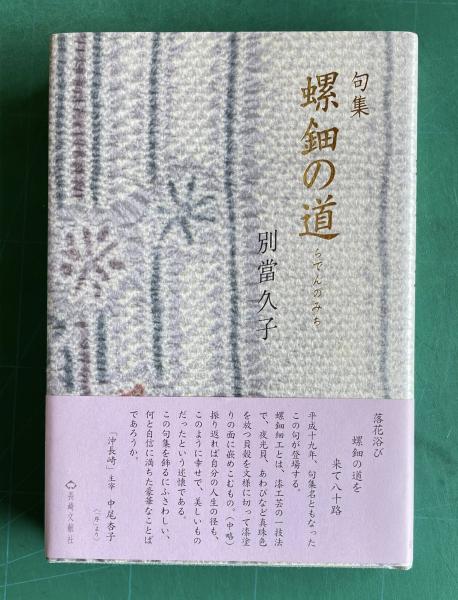 句集
螺鈿の道
らでんのみち
別當久子
落花浴び
螺鈿の道を
来て八十路
平成十九年、句集名ともなった
この句が登場する。
螺鈿細工とは、漆工芸の一技法
で、夜光貝、あわびなど真珠色
を放つ貝殻を文様に切って漆塗
りの面に嵌めこむもの。(中略)
振り返れば自分の人生の径も、
このように幸せで、美しいもの
だったという述懐である。
この句集を飾るにふさわしい、
何と自信に満ちた豪華なことば
であろうか。
「沖長崎」主宰 中尾杏子
(序より)
長崎文献社